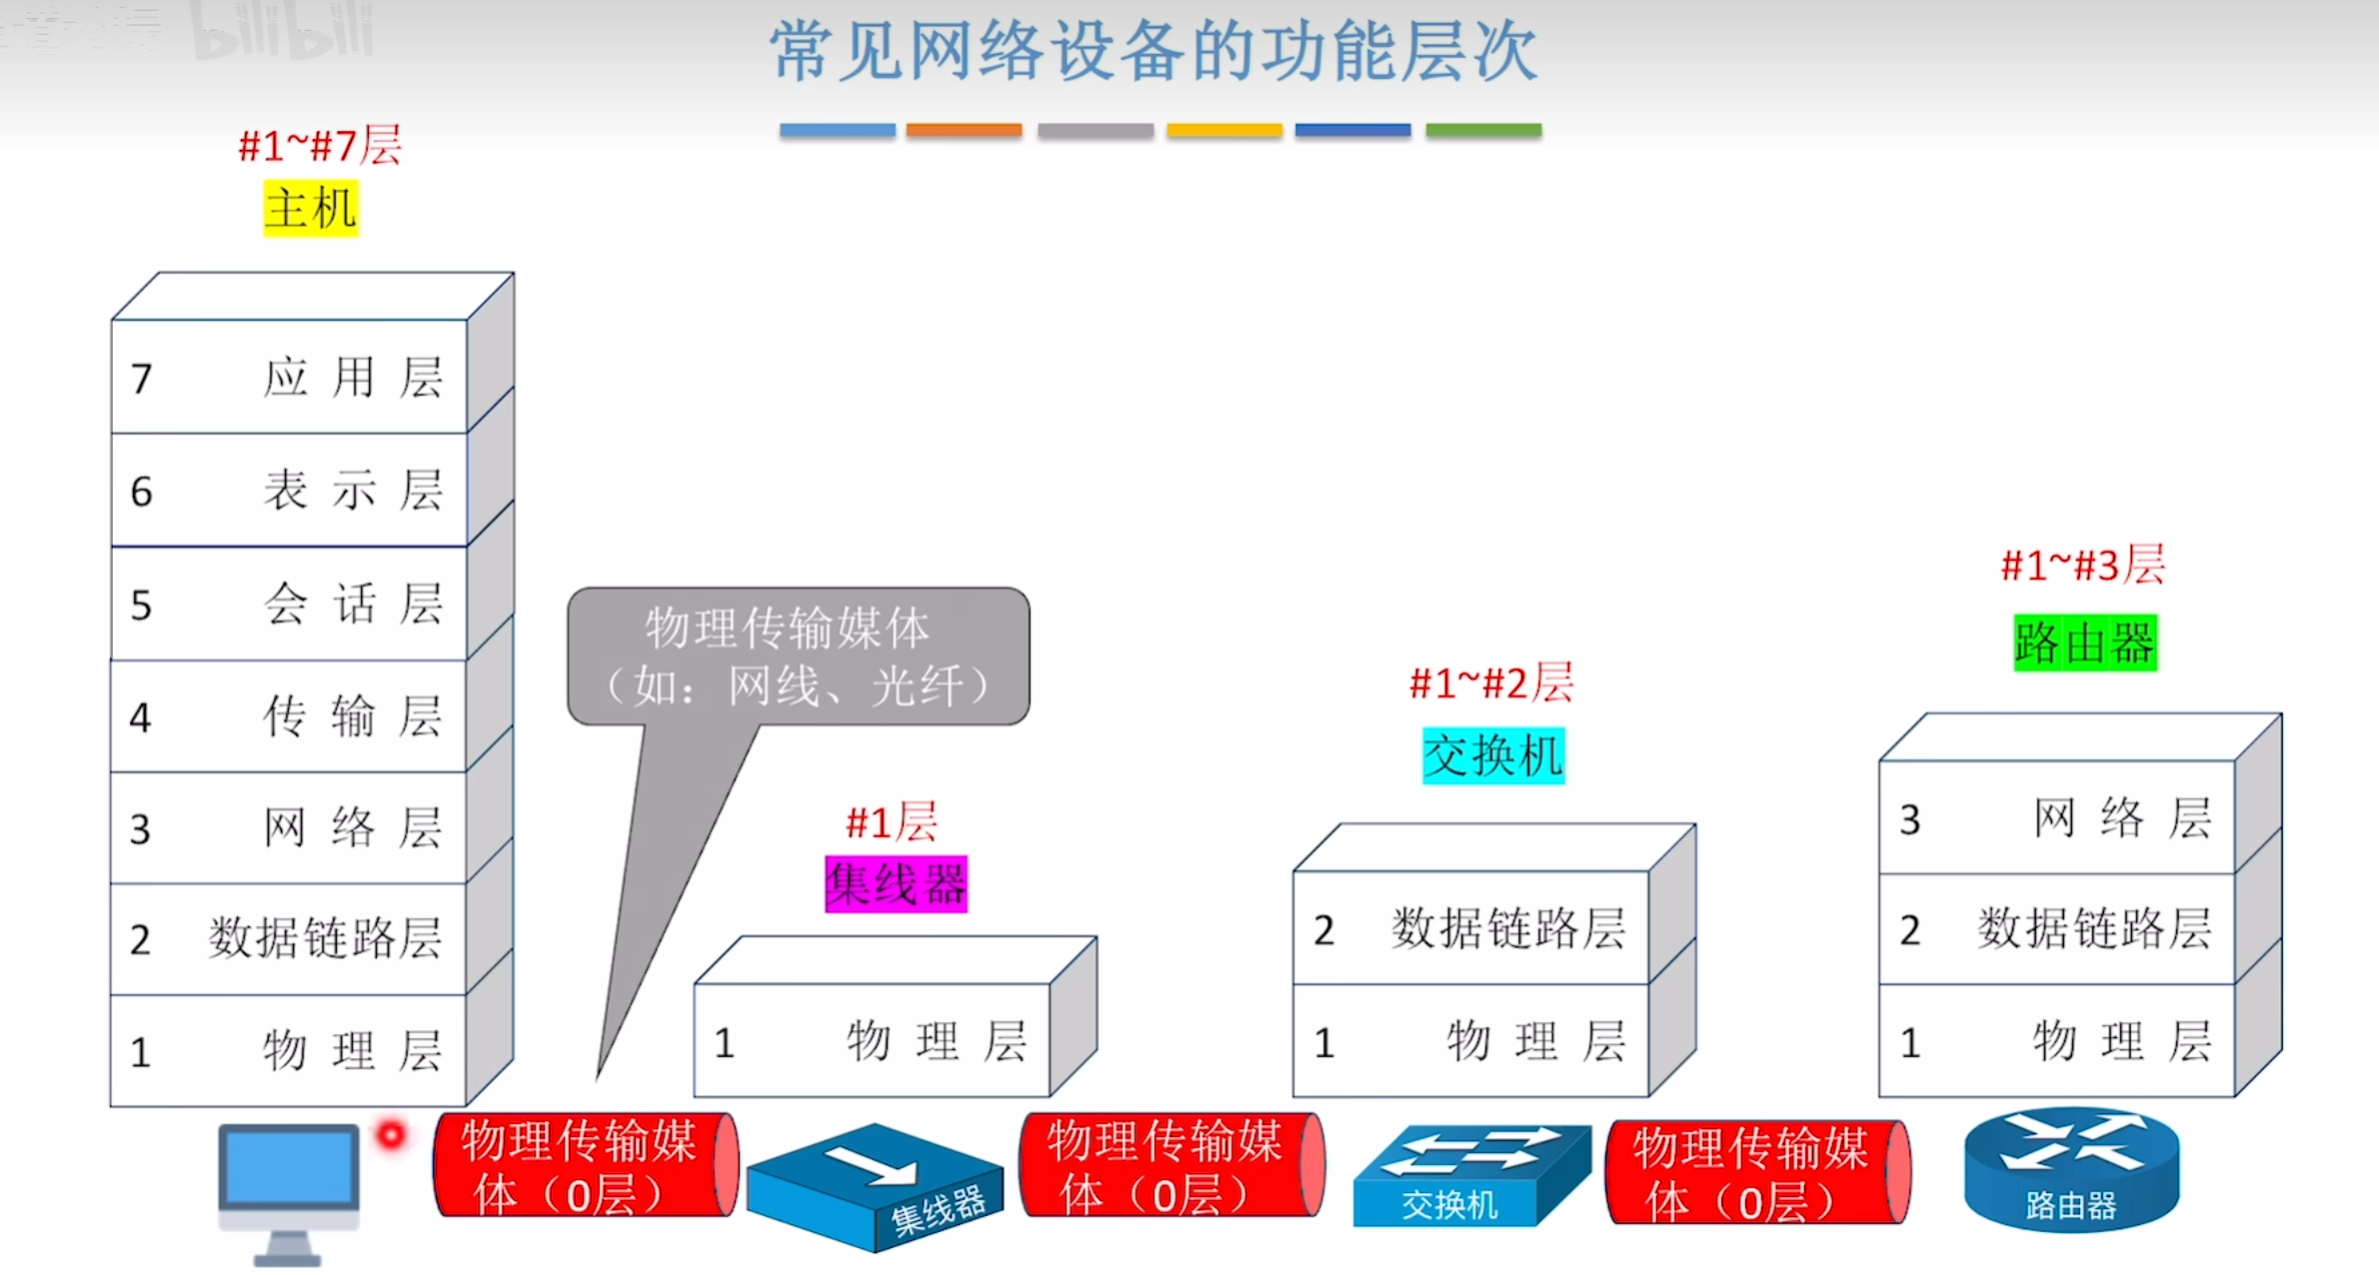 bilibili
常见网络设备的功能层次
#1~#7层
主机
7 应用层
6 表示层
5 会话层
4 传输层
3 网络层
2 数据链路层
1 物理层
物理传输媒体
（如：网线、光纤）
#1层
集线器
1 物理层
#1~#2层
交换机
2 数据链路层
1 物理层
#1~#3层
路由器
3 网络层
2 数据链路层
1 物理层
物理传输媒
体（0层）
集线器
物理传输媒
体（0层）
交换机
物理传输媒
体（0层）
路由器